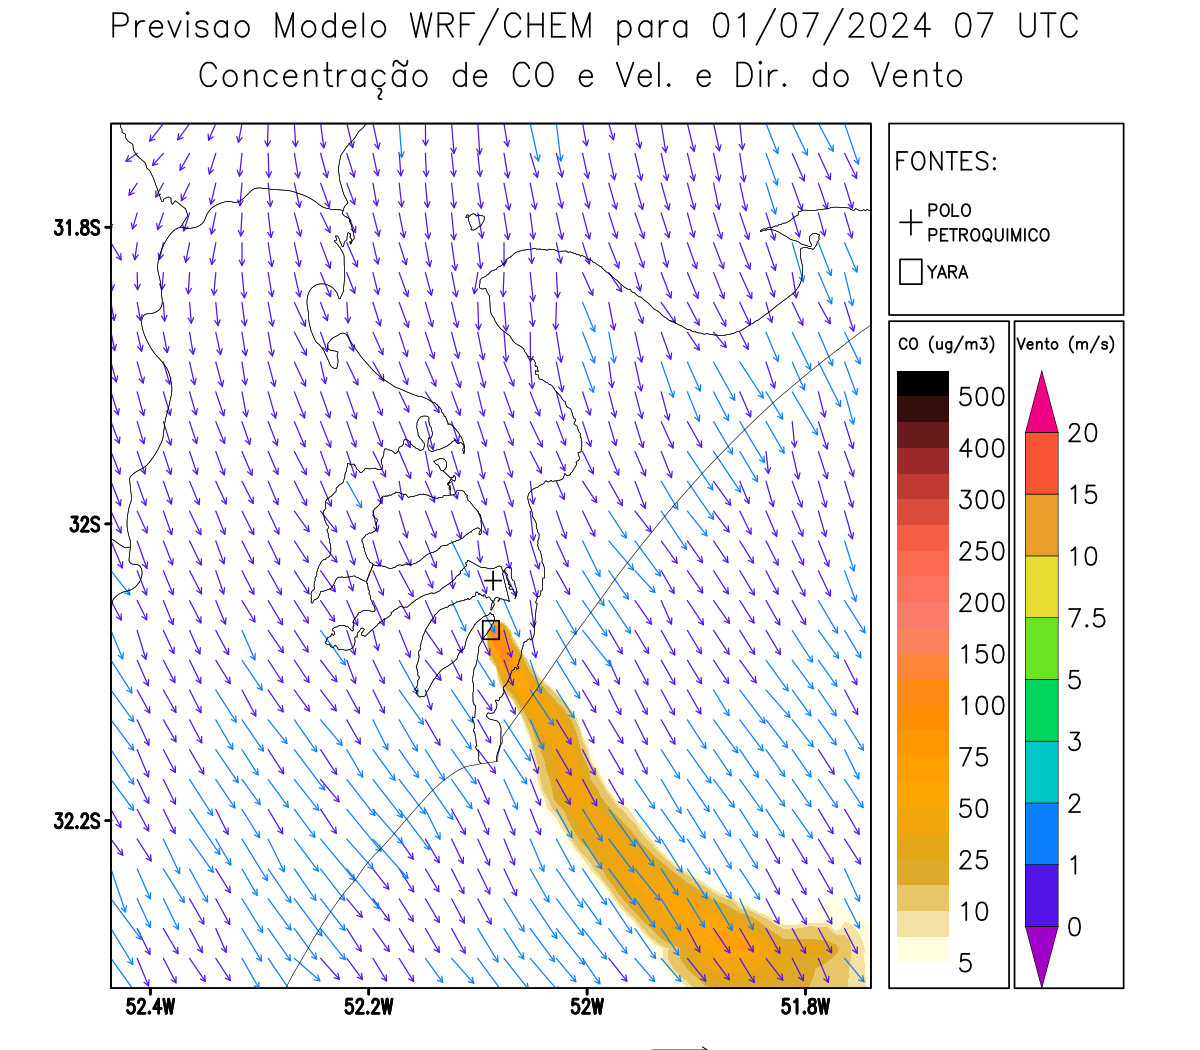 Previsao Modelo WRF/CHEM para 01/07/2024 07 UTC
Concentração de CO e Vel. e Dir. do Vento
FONTES:
POLO
PETROQUIMICO
YARA
CO (ug/m3)
500
400
300
250
200
150
100
75
50
25
10
5
Vento (m/s)
20
15
10
7.5
5
3
2
1
0
31.8S
32S
32.2S
52.4W
52.2W
52W
51.8W